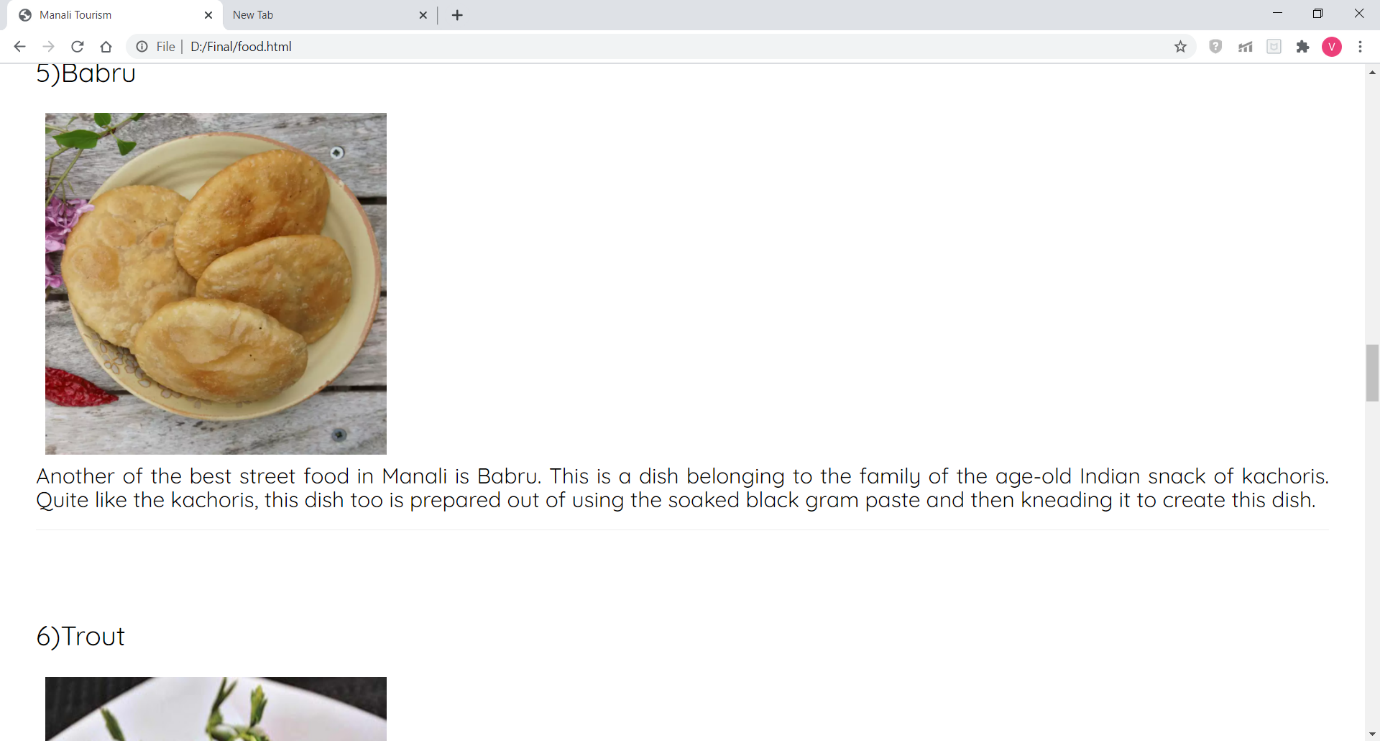 Manali Tourism
New Tab
File | D:/Final/food.html
V
5)Babru
Another of the best street food in Manali is Babru. This is a dish belonging to the family of the age-old Indian snack of kachoris.
Quite like the kachoris, this dish too is prepared out of using the soaked black gram paste and then kneading it to create this dish.
6)Trout